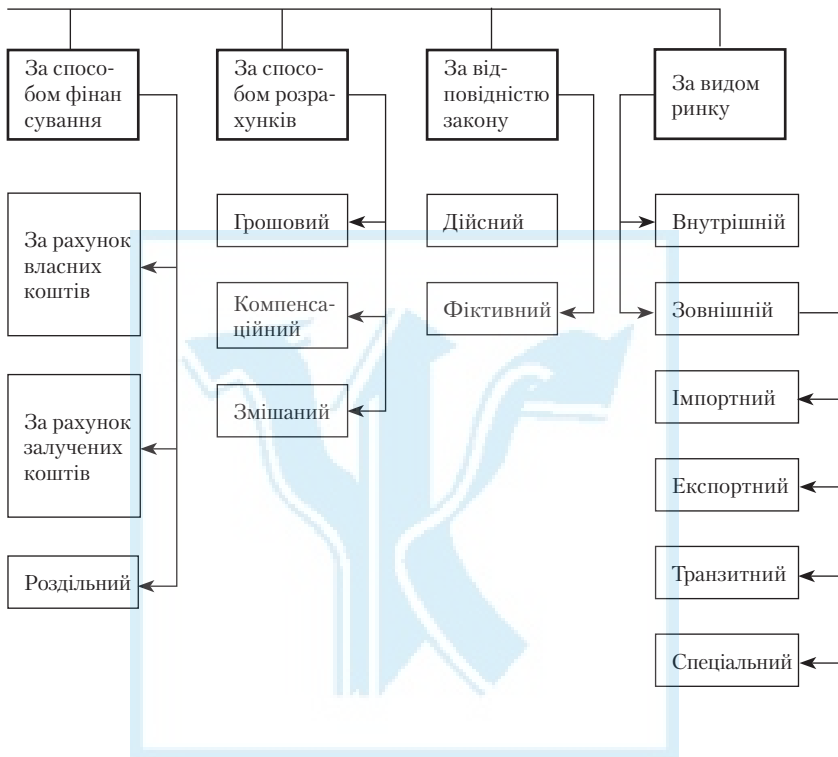 За спосо-
бом фінан
сування
За рахунок
власних
коштів
За рахунок
залучених
коштів
Роздільний
За спосо-
бом розра-
хунків
Грошовий
Компенса-
ційний
Змішаний
За від-
повідністю
закону
Дійсний
Фіктивний
За видом
ринку
Внутрішній
Зовнішній
Імпортний
Експортний
Транзитний
Спеціальний